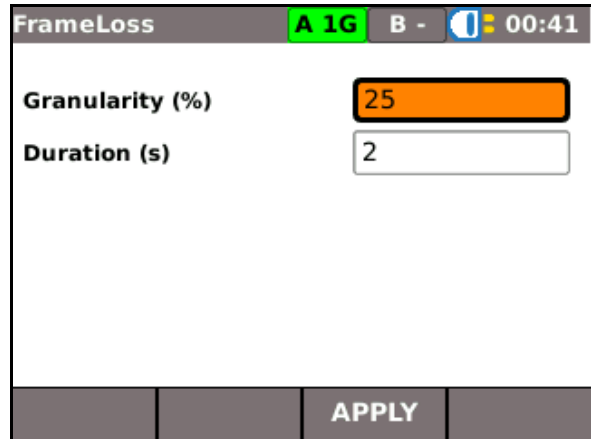 FrameLoss A 1G B - 00:41
Granularity (%) 25
Duration (s) 2
APPLY